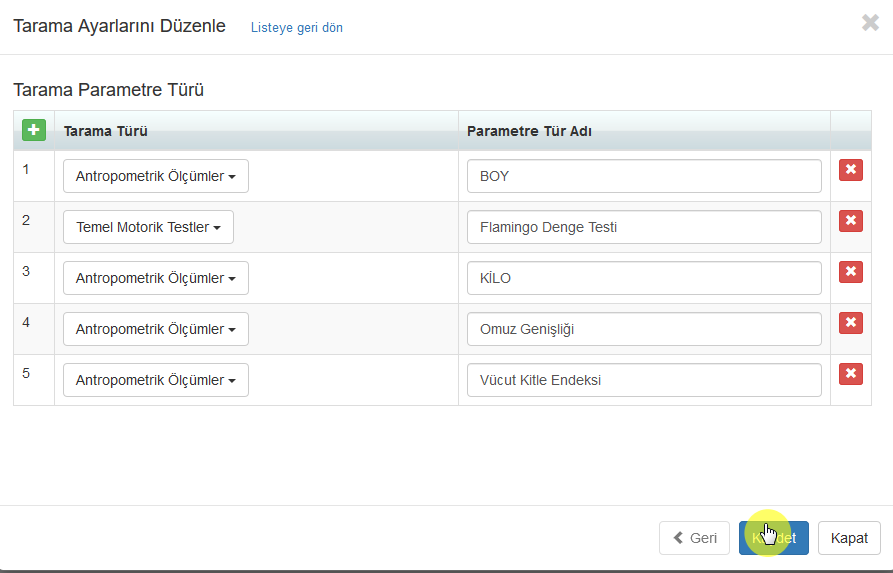 Tarama Ayarlarını Düzenle Listeye geri dön
Tarama Parametre Türü
Tarama Türü Parametre Tür Adı
1 Antropometrik Ölçümler BOY
2 Temel Motorik Testler Flamingo Denge Testi
3 Antropometrik Ölçümler KİLO
4 Antropometrik Ölçümler Omuz Genişliği
5 Antropometrik Ölçümler Vücut Kitle Endeksi
Geri Kaydet Kapat